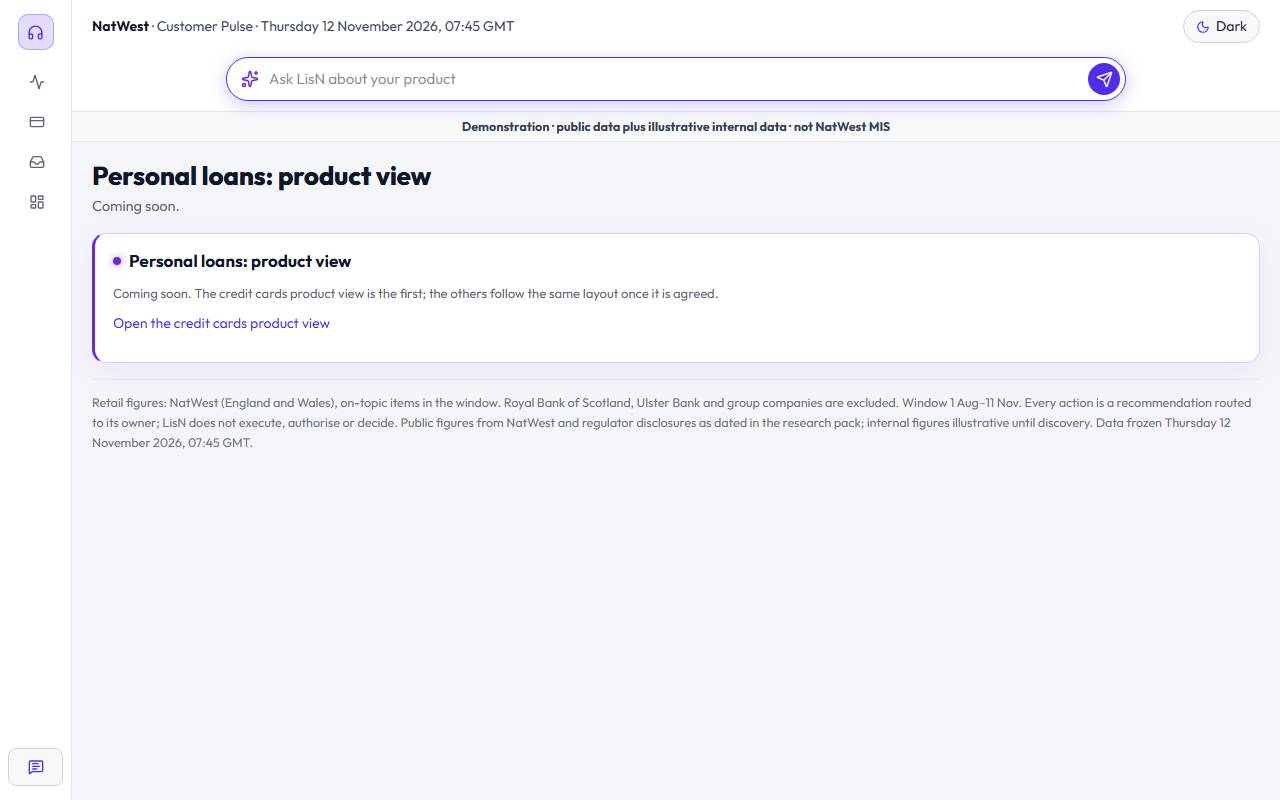 NatWest · Customer Pulse · Thursday 12 November 2026, 07:45 GMT
Dark
Ask LisN about your product
Demonstration · public data plus illustrative internal data · not NatWest MIS
Personal loans: product view
Coming soon.
Personal loans: product view
Coming soon. The credit cards product view is the first; the others follow the same layout once it is agreed.
Open the credit cards product view
Retail figures: NatWest (England and Wales), on-topic items in the window. Royal Bank of Scotland, Ulster Bank and group companies are excluded. Window 1 Aug–11 Nov. Every action is a recommendation routed
to its owner; LisN does not execute, authorise or decide. Public figures from NatWest and regulator disclosures as dated in the research pack; internal figures illustrative until discovery. Data frozen Thursday 12
November 2026, 07:45 GMT.